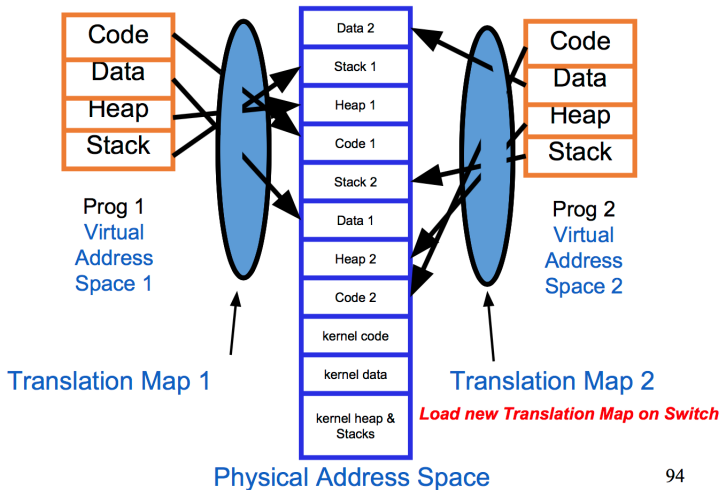 Code
Data
Heap
Stack
Prog 1
Virtual
Address
Space 1
Translation Map 1
Data 2
Stack 1
Heap 1
Code 1
Stack 2
Data 1
Heap 2
Code 2
kernel code
kernel data
kernel heap &
Stacks
Physical Address Space
Code
Data
Heap
Stack
Prog 2
Virtual
Address
Space 2
Translation Map 2
Load new Translation Map on Switch
94